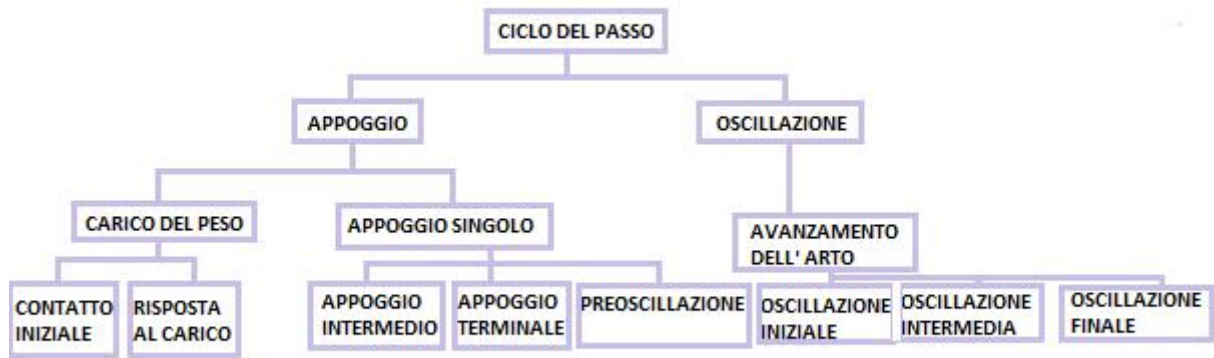 CICLO DEL PASSO
APPOGGIO
OSCILLAZIONE
CARICO DEL PESO
APPOGGIO SINGOLO
AVANZAMENTO
DELL' ARTO
CONTATTO
INIZIALE
RISPOSTA
AL CARICO
APPOGGIO
INTERMEDIO
APPOGGIO
TERMINALE
PREOSCILLAZIONE
OSCILLAZIONE
INIZIALE
OSCILLAZIONE
INTERMEDIA
OSCILLAZIONE
FINALE